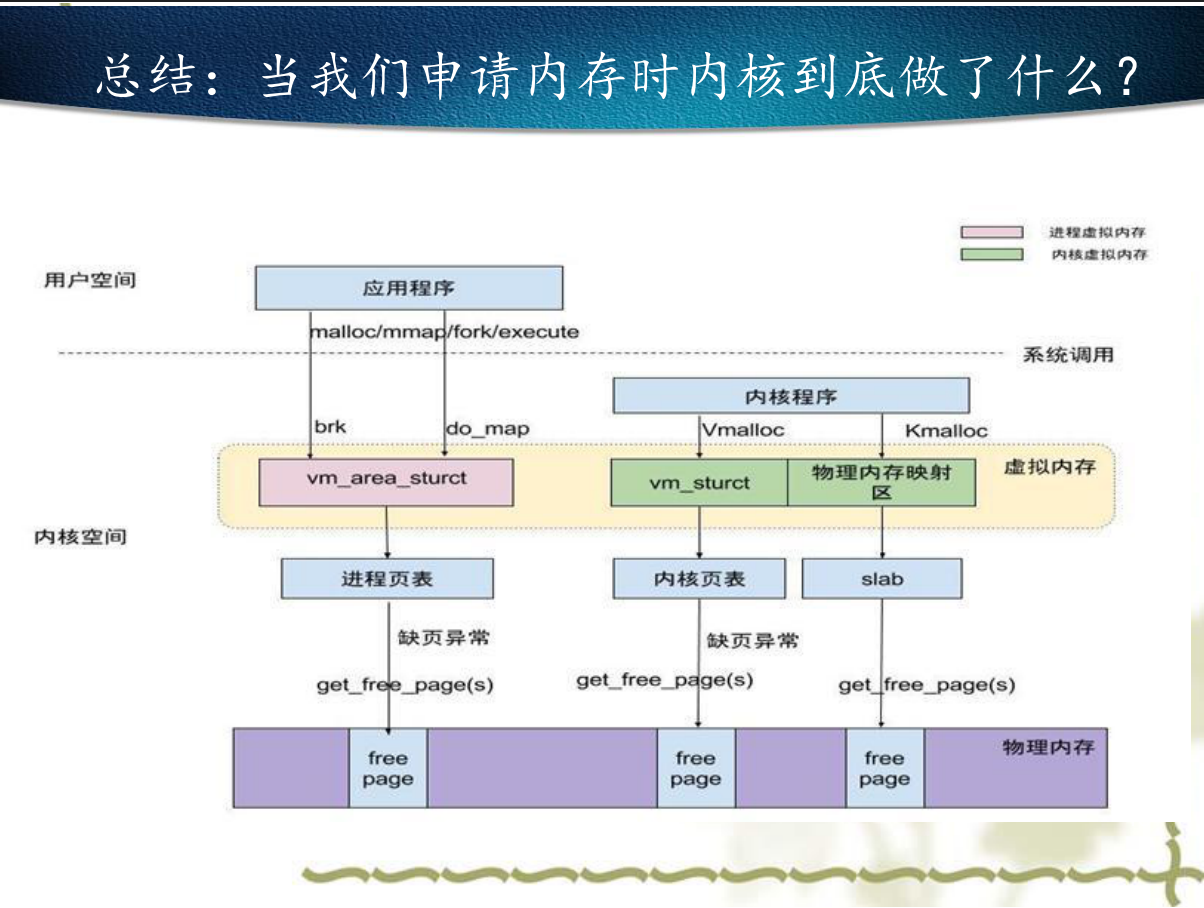 总结：当我们申请内存时内核到底做了什么？
进程虚拟内存
内核虚拟内存
用户空间
应用程序
malloc/mmap/fork/execute
系统调用
内核程序
brk
do_map
Vmalloc
Kmalloc
虚拟内存
vm_area_sturct
vm_sturct
物理内存映射
区
内核空间
进程页表
内核页表
slab
缺页异常
缺页异常
get_free_page(s)
get_free_page(s)
get_free_page(s)
物理内存
free
page
free
page
free
page